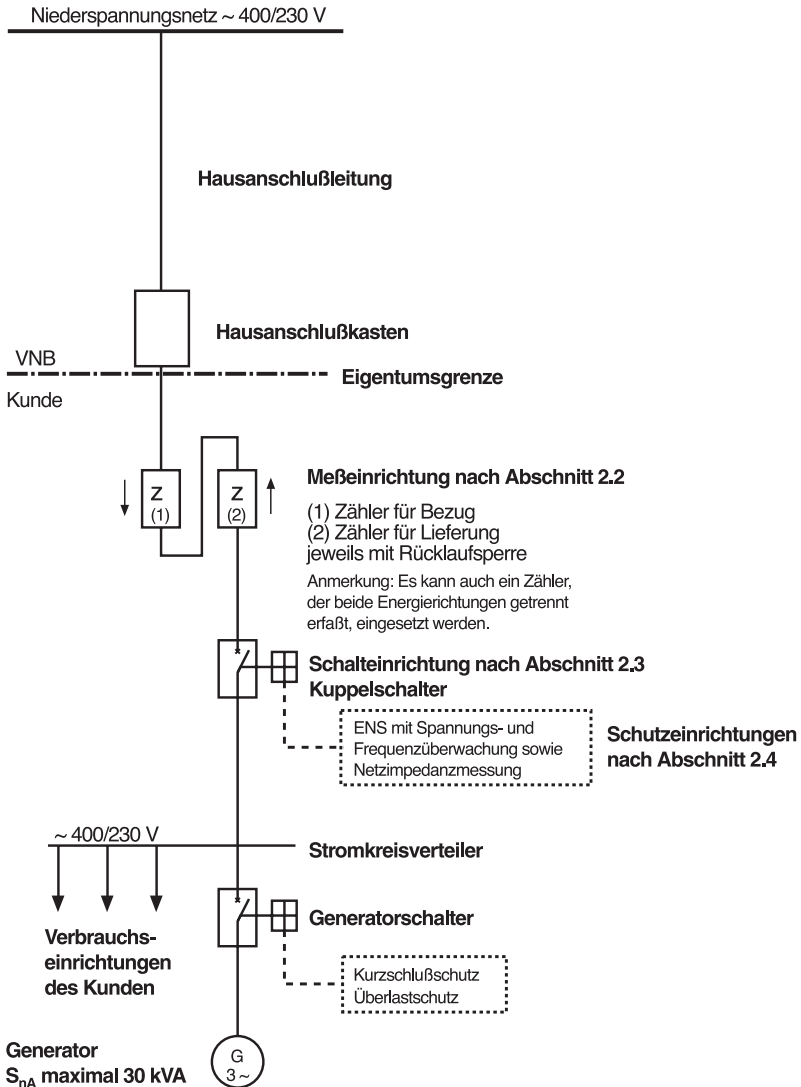 Niederspannungsnetz ~ 400/230 V
Hausanschlußleitung
Hausanschlußkasten
VNB
Eigentumsgrenze
Kunde
Meßeinrichtung nach Abschnitt 2.2
Z
(1)
Z
(2)
(1) Zähler für Bezug
(2) Zähler für Lieferung
jeweils mit Rücklaufsperre
Anmerkung: Es kann auch ein Zähler,
der beide Energierichtungen getrennt
erfaßt, eingesetzt werden.
Schalteinrichtung nach Abschnitt 2.3
Kuppelschalter
ENS mit Spannungs- und
Frequenzüberwachung sowie
Netzimpedanzmessung
Schutzeinrichtungen
nach Abschnitt 2.4
~ 400/230 V
Stromkreisverteiler
Generatorschalter
Verbrauchs-
einrichtungen
des Kunden
Kurzschlußschutz
Überlastschutz
Generator
SnA maximal 30 kVA
G
3 ~